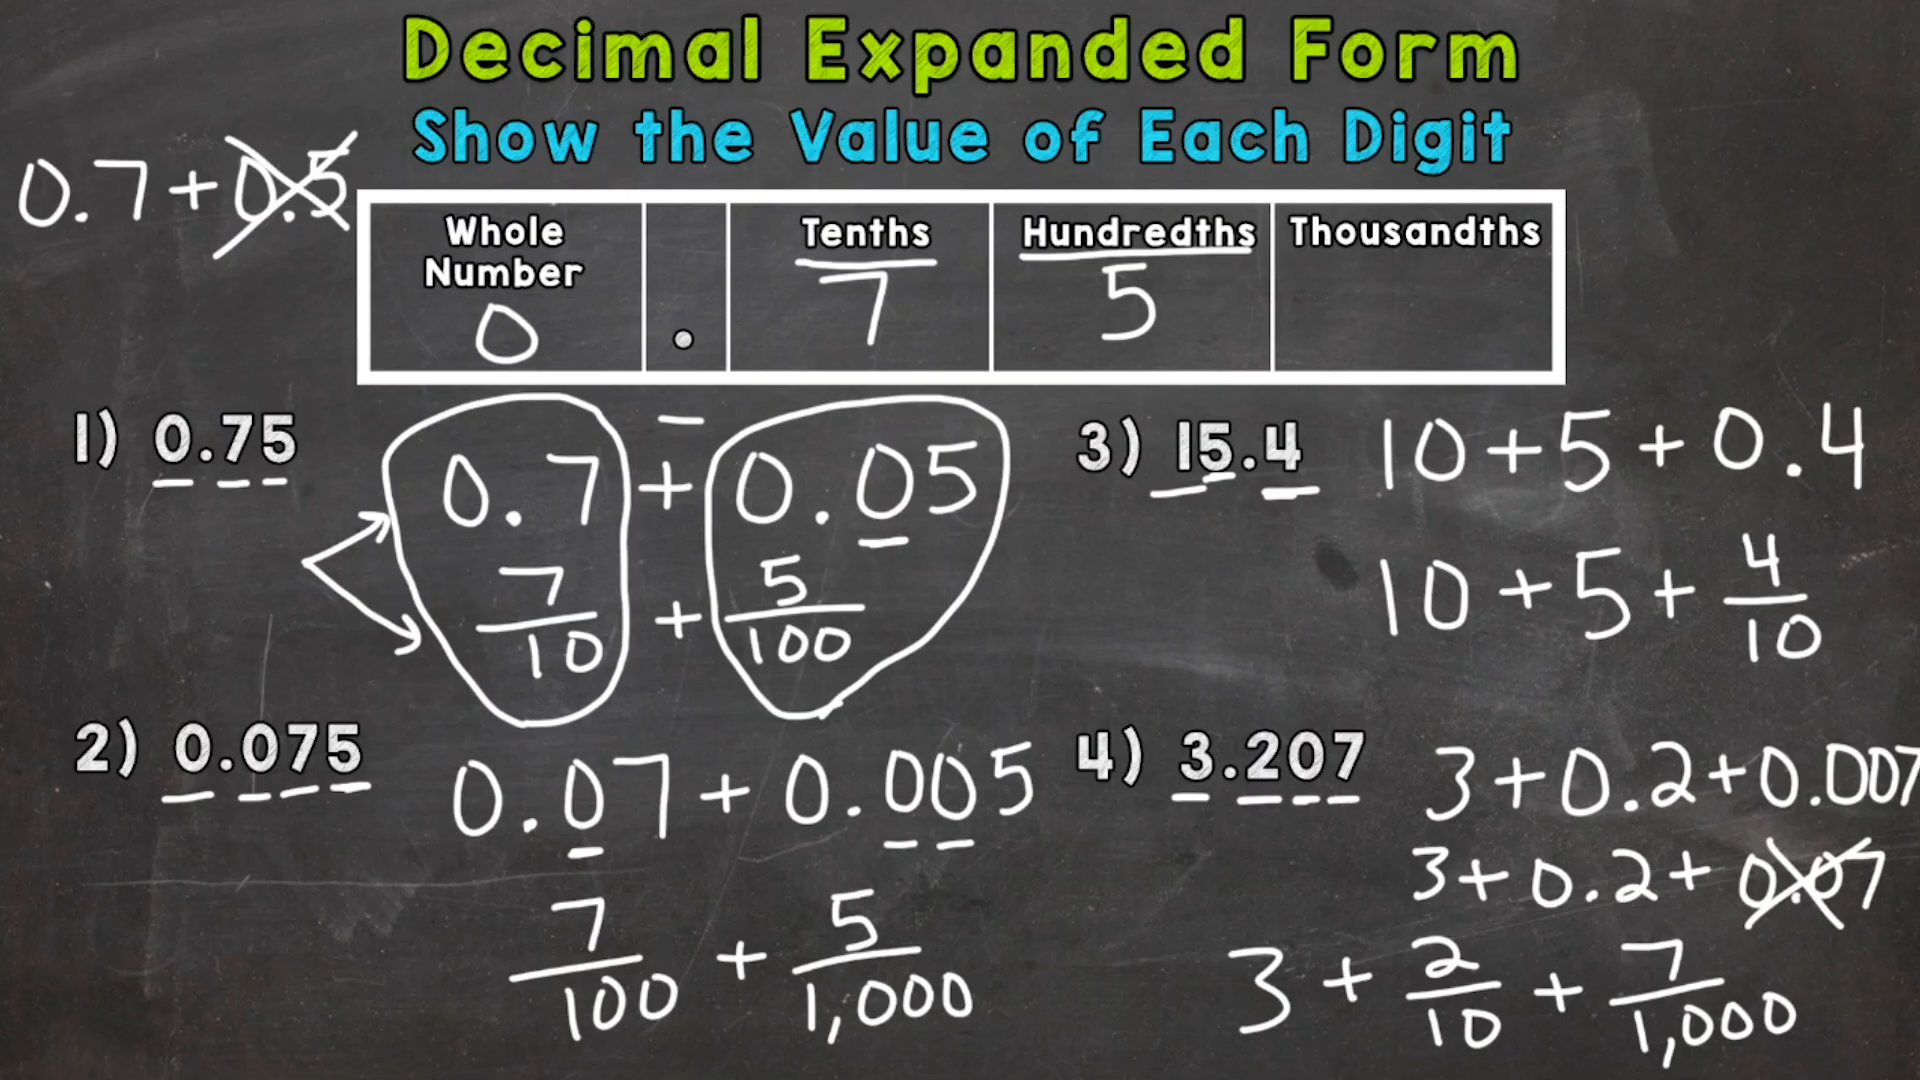 Decimal Expanded Form
Show the Value of Each Digit
0.7 + 0.5
Whole Number . Tenths Hundredths Thousandths
0 . 7 5
1) 0.75
0.7 + 0.05
7/10 + 5/100
2) 0.075
0.07 + 0.005
7/100 + 5/1,000
3) 15.4
10 + 5 + 0.4
10 + 5 + 4/10
4) 3.207
3 + 0.2 + 0.007
3 + 0.2 + 0.07
3 + 2/10 + 7/1,000